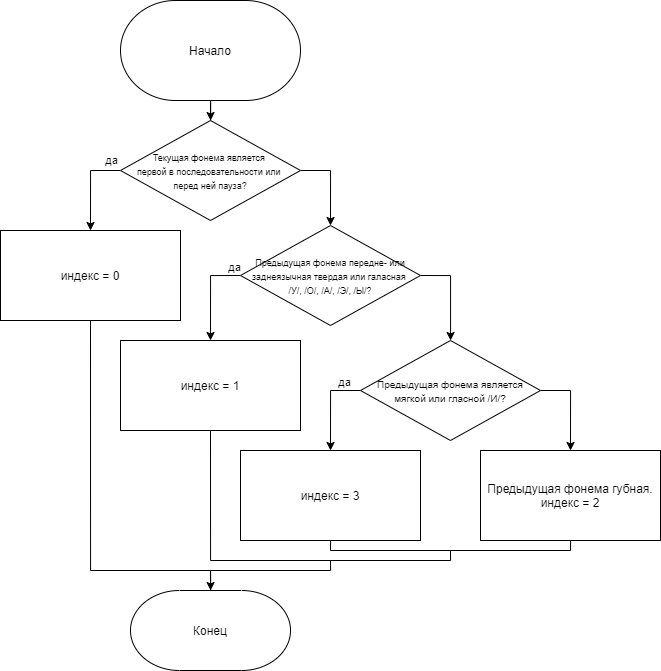 Начало
Текущая фонема является
первой в последовательности или
перед ней пауза?
да
индекс = 0
Предыдущая фонема передне- или
заднеязычная твердая или галасная
/У/, /О/, /А/, /Э/, /Ы/?
да
индекс = 1
Предыдущая фонема является
мягкой или гласной /И/?
да
индекс = 3
Предыдущая фонема губная.
индекс = 2
Конец